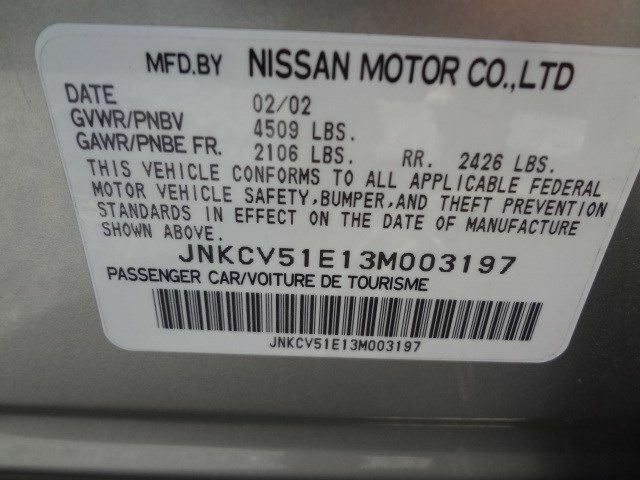 MFD.BY NISSAN MOTOR CO.,LTD
DATE 02/02
GVWR/PNBV 4509 LBS.
GAWR/PNBE FR. 2106 LBS. RR. 2426 LBS.
THIS VEHICLE CONFORMS TO ALL APPLICABLE FEDERAL
MOTOR VEHICLE SAFETY,BUMPER,AND THEFT PREVENTION
STANDARDS IN EFFECT ON THE DATE OF MANUFACTURE
SHOWN ABOVE.
JNKCV51E13M003197
PASSENGER CAR/VOITURE DE TOURISME
JNKCV51E13M003197